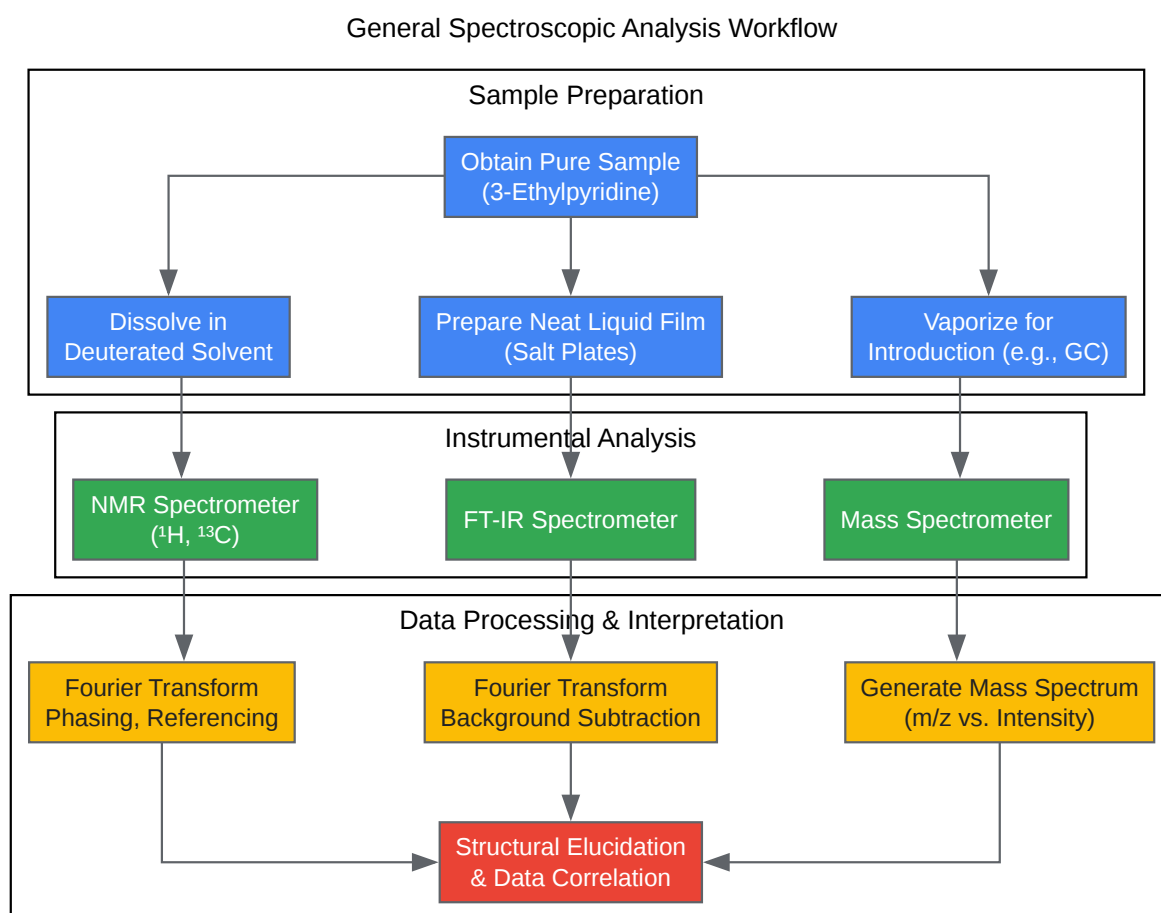 General Spectroscopic Analysis Workflow
Sample Preparation
Obtain Pure Sample
(3-Ethylpyridine)
Dissolve in
Deuterated Solvent
Prepare Neat Liquid Film
(Salt Plates)
Vaporize for
Introduction (e.g., GC)
Instrumental Analysis
NMR Spectrometer
(¹H, ¹³C)
FT-IR Spectrometer
Mass Spectrometer
Data Processing & Interpretation
Fourier Transform
Phasing, Referencing
Fourier Transform
Background Subtraction
Generate Mass Spectrum
(m/z vs. Intensity)
Structural Elucidation
& Data Correlation